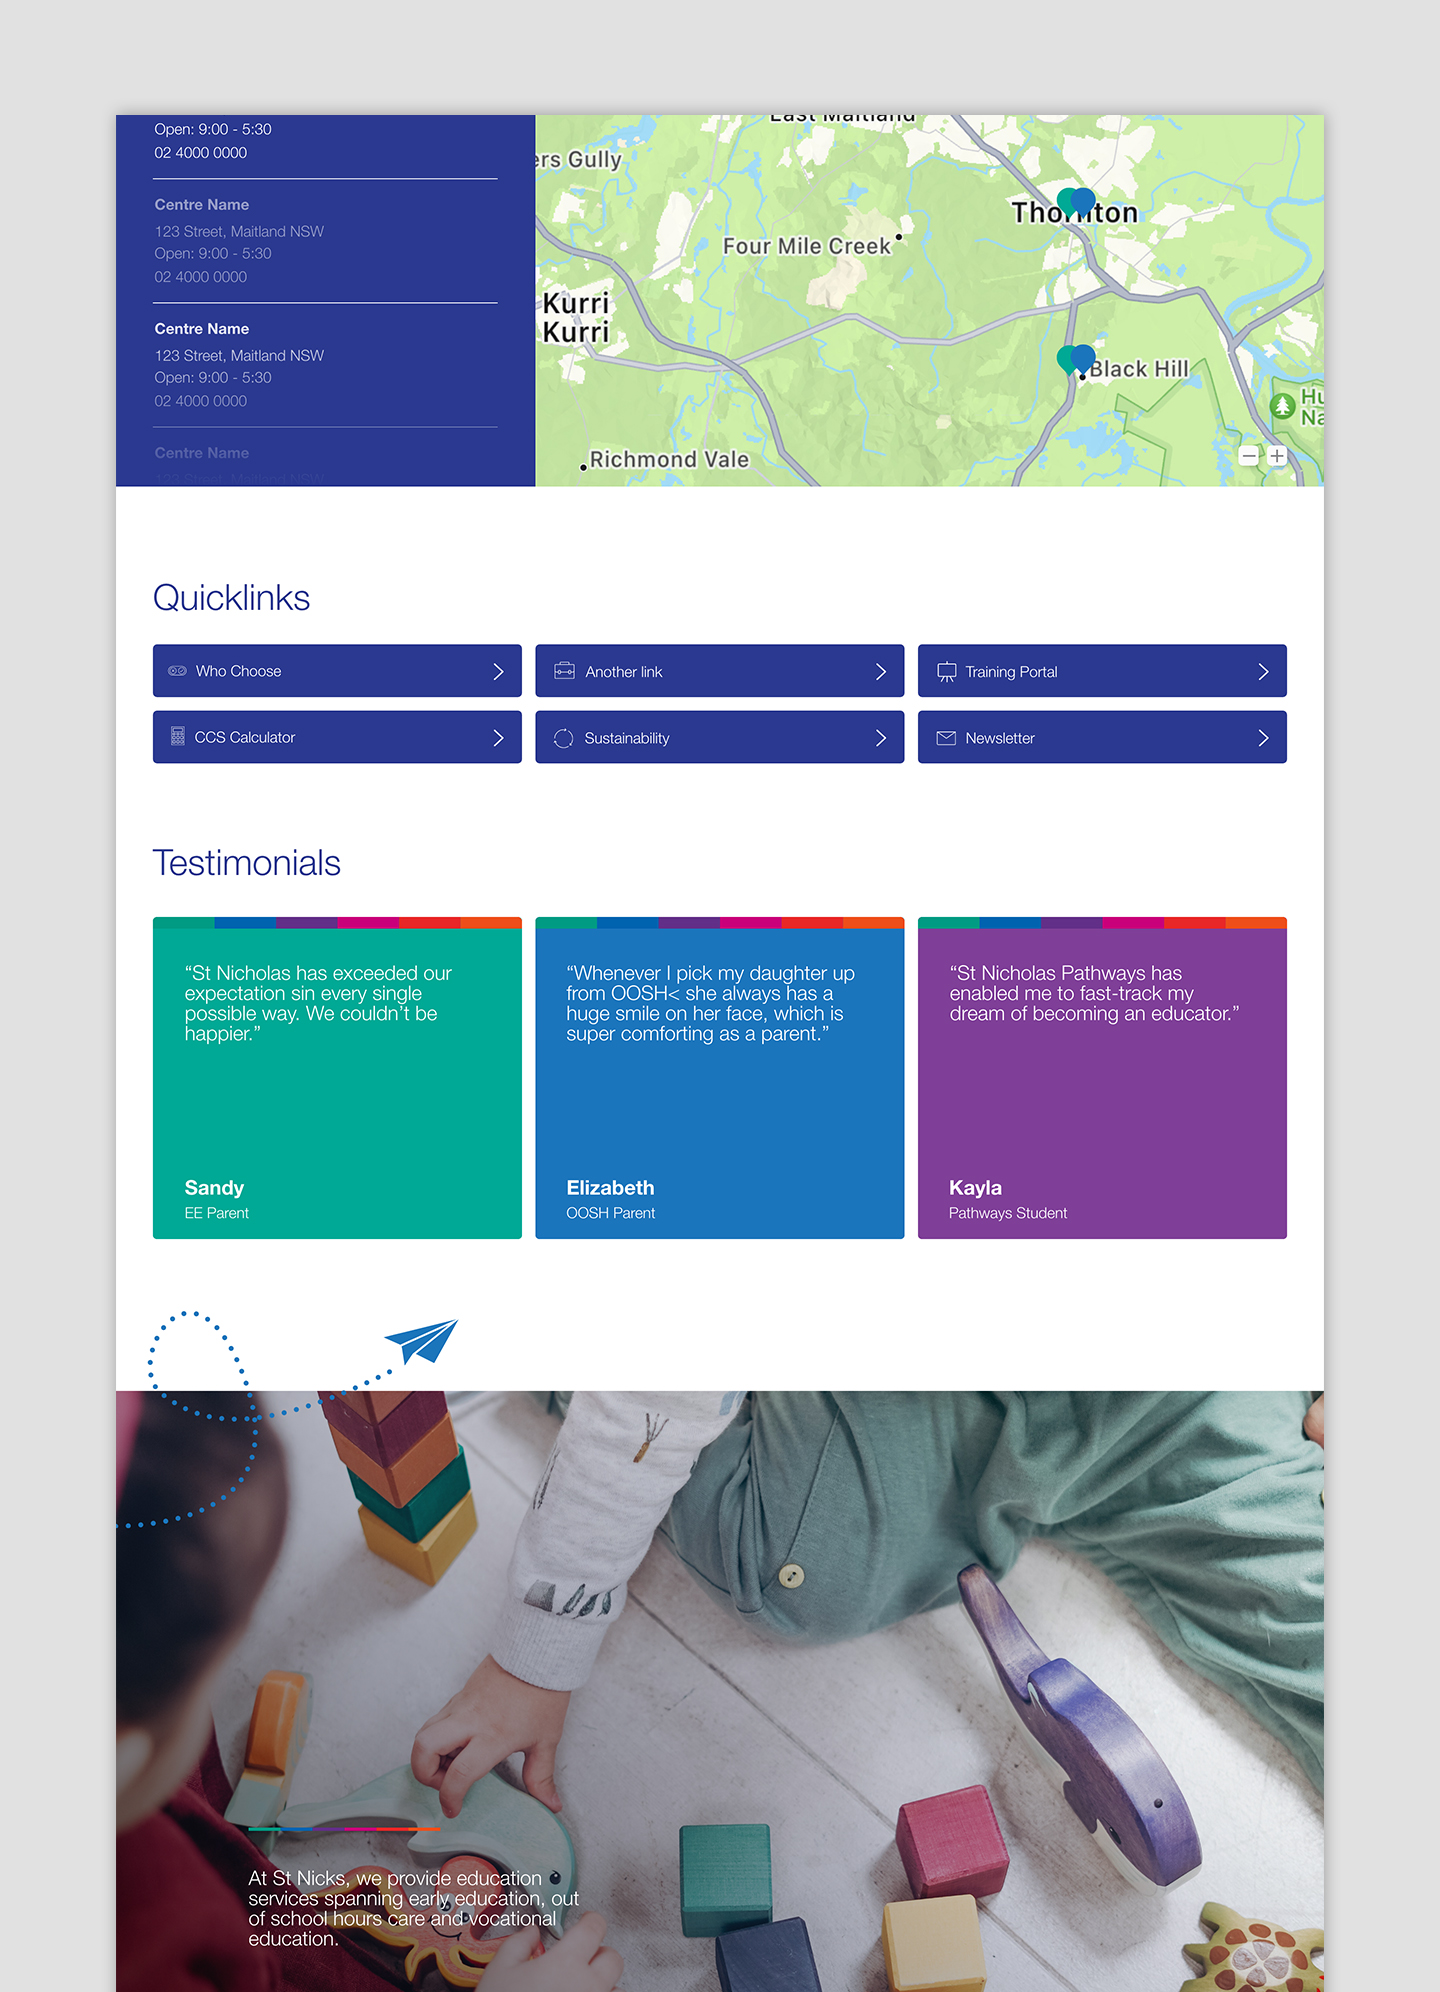 Open: 9:00 - 5:30
02 4000 0000
Centre Name
123 Street, Maitland NSW
Open: 9:00 - 5:30
02 4000 0000
Centre Name
123 Street, Maitland NSW
Open: 9:00 - 5:30
02 4000 0000
Centre Name
123 Street, Maitland NSW
East Maitland
ers Gully
Thornton
Four Mile Creek
Kurri
Kurri
Black Hill
Hu
Na
Richmond Vale
Quicklinks
Who Choose
Another link
Training Portal
CCS Calculator
Sustainability
Newsletter
Testimonials
“St Nicholas has exceeded our
expectation sin every single
possible way. We couldn’t be
happier.”
Sandy
EE Parent
“Whenever I pick my daughter up
from OOSH< she always has a
huge smile on her face, which is
super comforting as a parent.”
Elizabeth
OOSH Parent
“St Nicholas Pathways has
enabled me to fast-track my
dream of becoming an educator.”
Kayla
Pathways Student
At St Nicks, we provide education
services spanning early education, out
of school hours care and vocational
education.